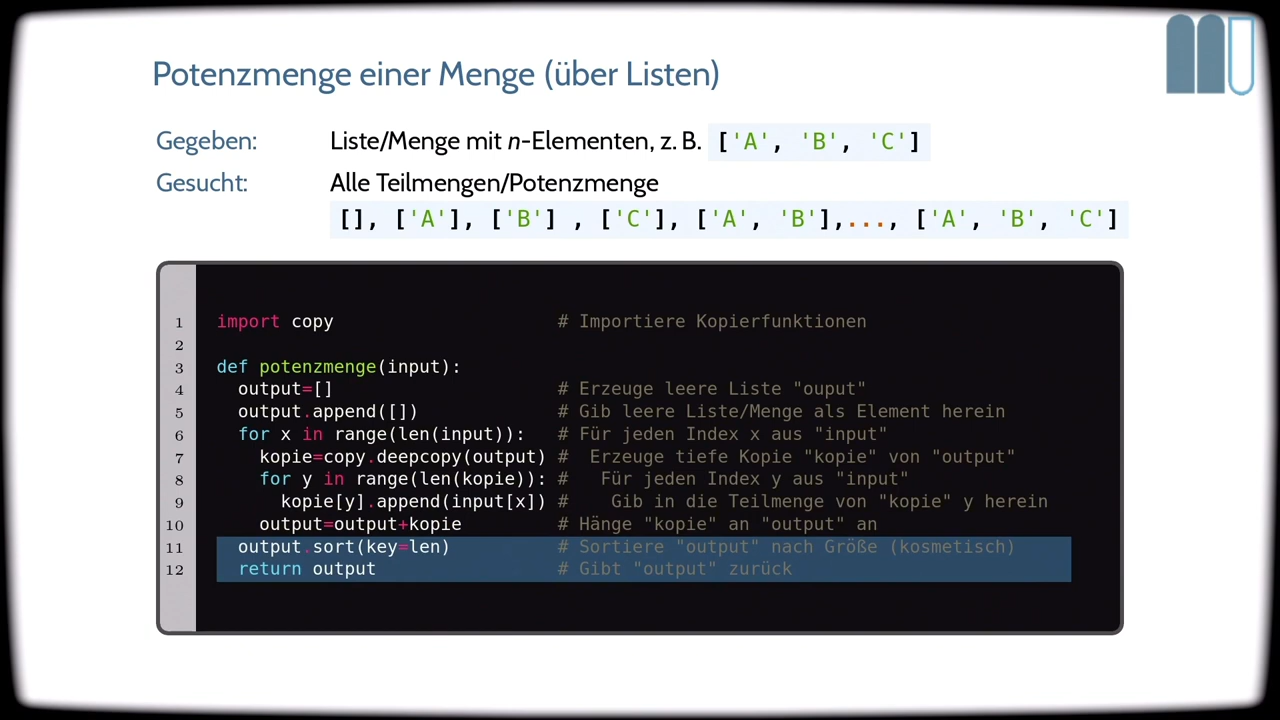 Potenzmenge einer Menge (über Listen)
Gegeben: Liste/Menge mit n-Elementen, z. B. ['A', 'B', 'C']
Gesucht: Alle Teilmengen/Potenzmenge
[], ['A'], ['B'] , ['C'], ['A', 'B'],..., ['A', 'B', 'C']
1 import copy # Importiere Kopierfunktionen
2
3 def potenzmenge(input):
4 output=[] # Erzeuge leere Liste "ouput"
5 output.append([]) # Gib leere Liste/Menge als Element herein
6 for x in range(len(input)): # Für jeden Index x aus "input"
7 kopie=copy.deepcopy(output) # Erzeuge tiefe Kopie "kopie" von "output"
8 for y in range(len(kopie)): # Für jeden Index y aus "input"
9 kopie[y].append(input[x]) # Gib in die Teilmenge von "kopie" y herein
10 output=output+kopie # Hänge "kopie" an "output" an
11 output.sort(key=len) # Sortiere "output" nach Größe (kosmetisch)
12 return output # Gibt "output" zurück